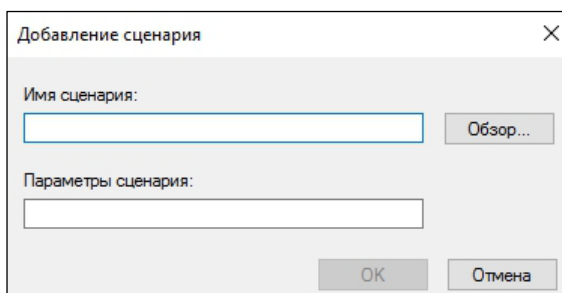 Добавление сценария
Имя сценария:
Обзор...
Параметры сценария:
OK Отмена